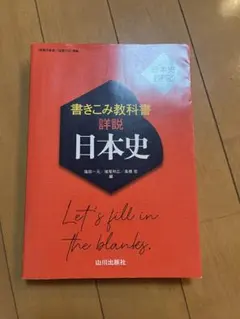 書きこみ教科書
詳説
日本史
編
Let's fill in
the blanks.
山川出版社